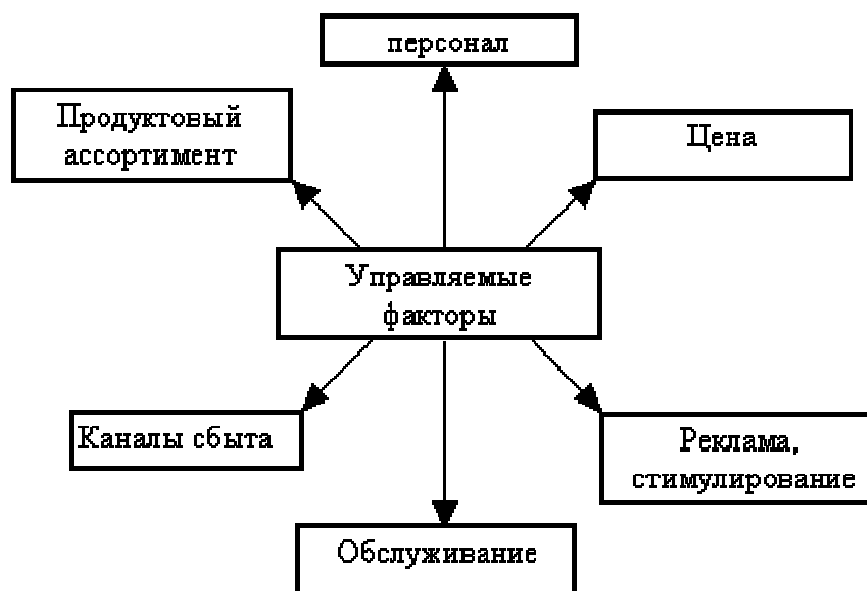 персонал
Продуктовый
ассортимент
Цена
Управляемые
факторы
Каналы сбыта
Реклама,
стимулирование
Обслуживание